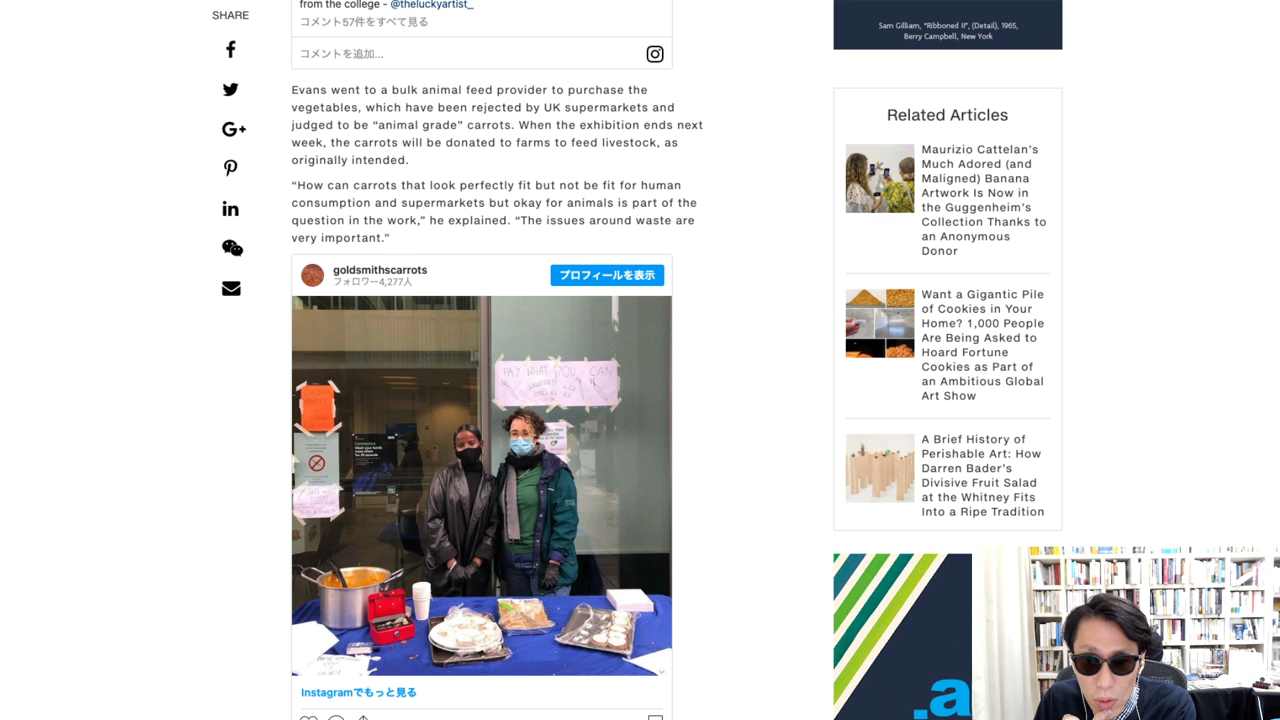 SHARE
from the college - @theluckyartist_
コメント57件をすべて見る
コメントを追加...
Evans went to a bulk animal feed provider to purchase the
vegetables, which have been rejected by UK supermarkets and
judged to be “animal grade” carrots. When the exhibition ends next
week, the carrots will be donated to farms to feed livestock, as
originally intended.
“How can carrots that look perfectly fit but not be fit for human
consumption and supermarkets but okay for animals is part of the
question in the work,” he explained. “The issues around waste are
very important.”
goldsmithscarrots
フォロワー4,277人
プロフィールを表示
PAY WHAT YOU CAN
Instagramでもっと見る
Sam Gilliam, "Ribboned II", (Detail), 1965,
Berry Campbell, New York
Related Articles
Maurizio Cattelan’s
Much Adored (and
Maligned) Banana
Artwork Is Now in
the Guggenheim’s
Collection Thanks to
an Anonymous
Donor
Want a Gigantic Pile
of Cookies in Your
Home? 1,000 People
Are Being Asked to
Hoard Fortune
Cookies as Part of
an Ambitious Global
Art Show
A Brief History of
Perishable Art: How
Darren Bader’s
Divisive Fruit Salad
at the Whitney Fits
Into a Ripe Tradition
.a